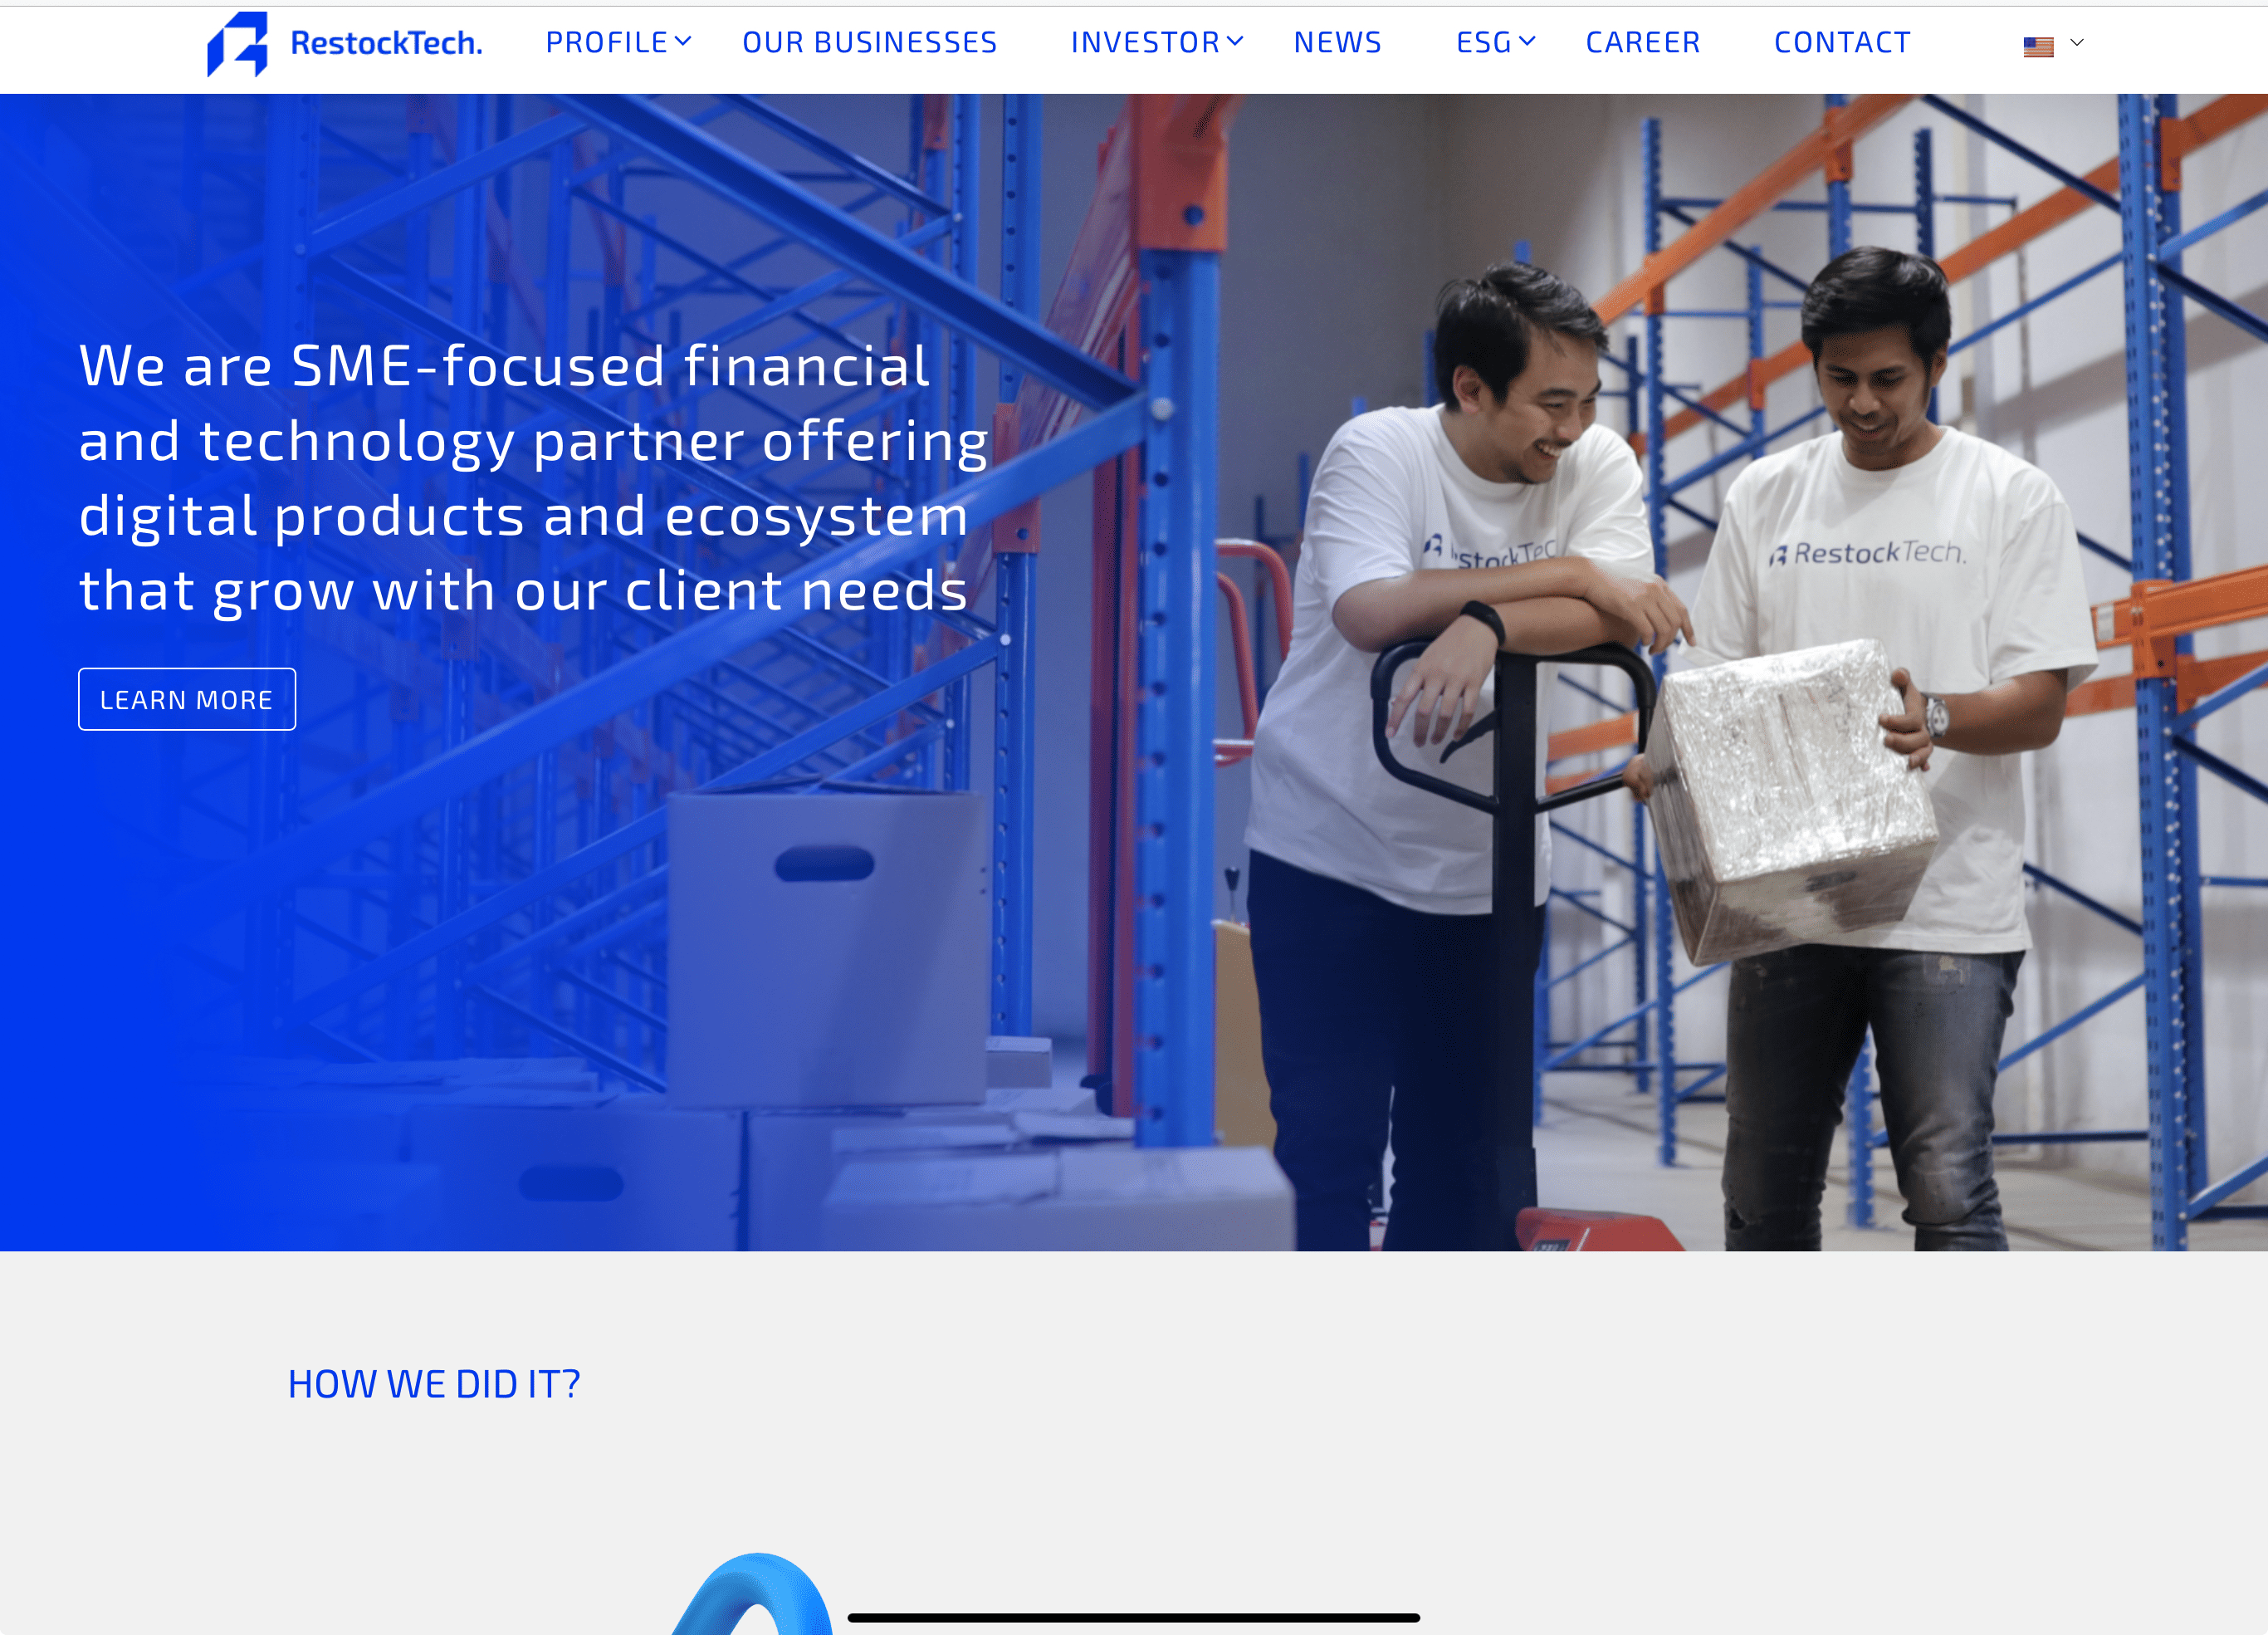 RestockTech.
PROFILE
OUR BUSINESSES
INVESTOR
NEWS
ESG
CAREER
CONTACT
We are SME-focused financial
and technology partner offering
digital products and ecosystem
that grow with our client needs
LEARN MORE
RestockTech.
HOW WE DID IT?